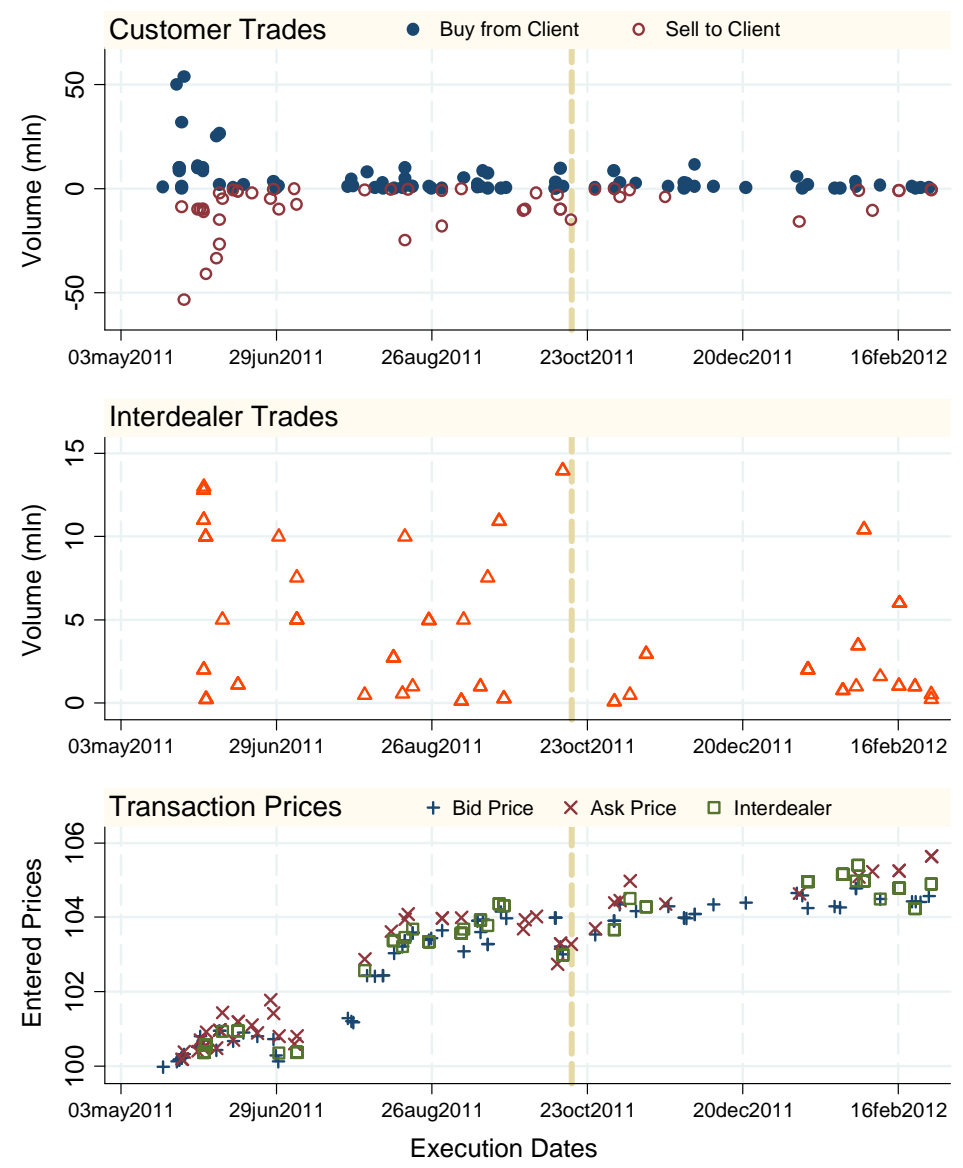 Customer Trades Buy from Client Sell to Client
Volume (mln)
50
0
-50
03may2011 29jun2011 26aug2011 23oct2011 20dec2011 16feb2012
Interdealer Trades
Volume (mln)
15
10
5
0
03may2011 29jun2011 26aug2011 23oct2011 20dec2011 16feb2012
Transaction Prices Bid Price Ask Price Interdealer
Entered Prices
106
104
102
100
03may2011 29jun2011 26aug2011 23oct2011 20dec2011 16feb2012
Execution Dates